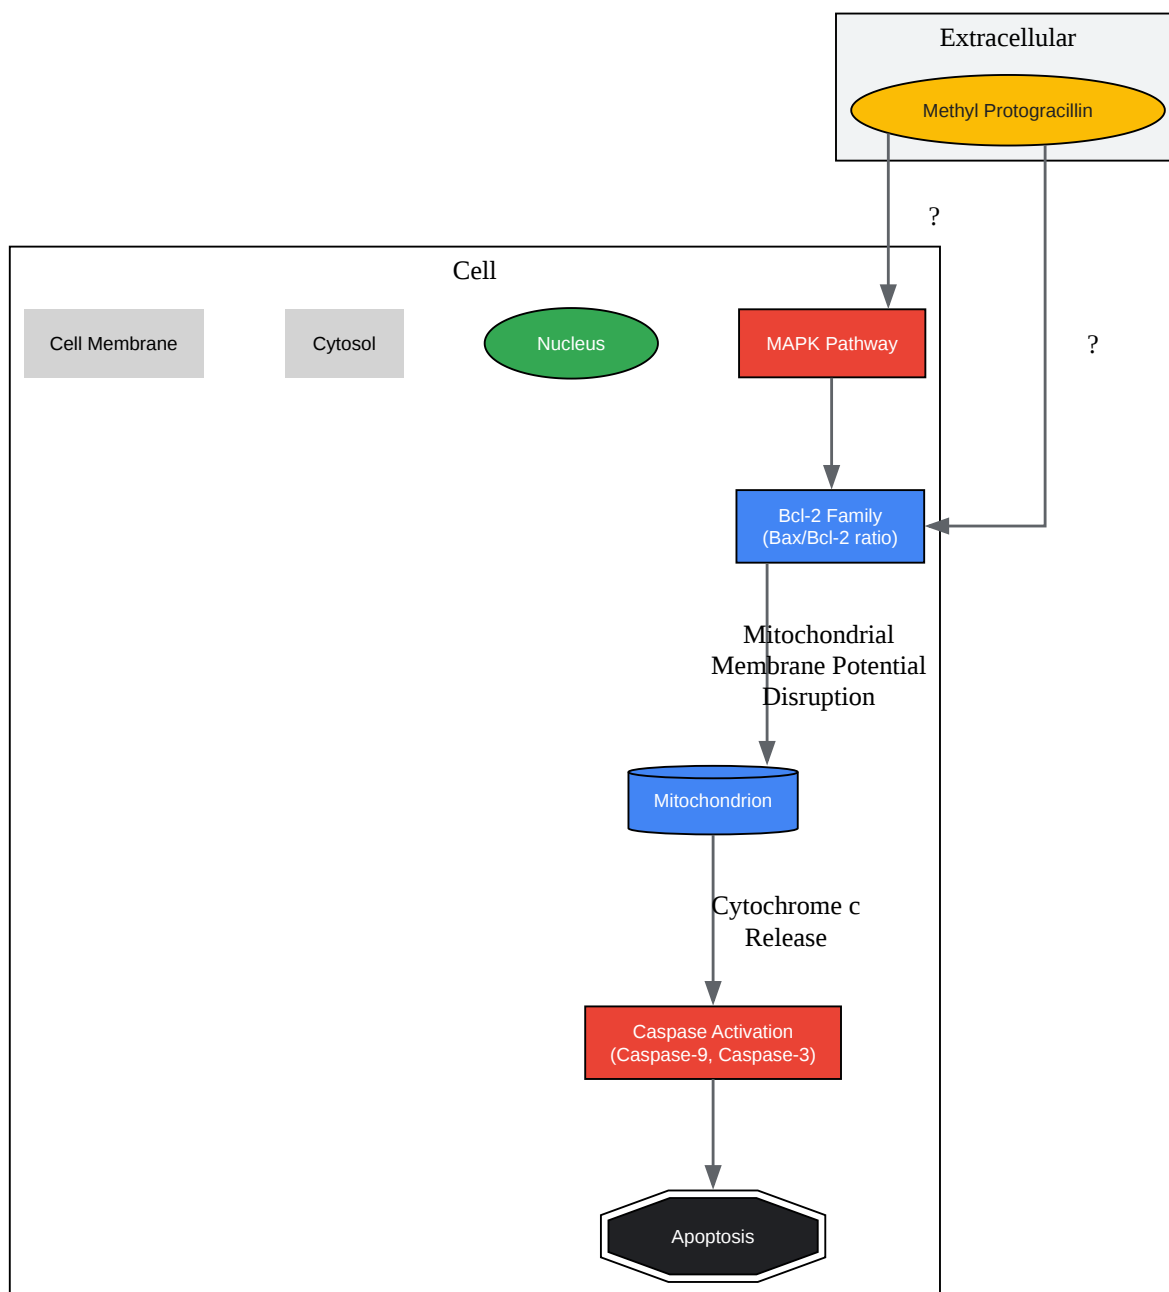 Extracellular
Methyl Protogracillin
?
Cell
Cell Membrane
Cytosol
Nucleus
MAPK Pathway
?
Bcl-2 Family
(Bax/Bcl-2 ratio)
Mitochondrial
Membrane Potential
Disruption
Mitochondrion
Cytochrome c
Release
Caspase Activation
(Caspase-9, Caspase-3)
Apoptosis